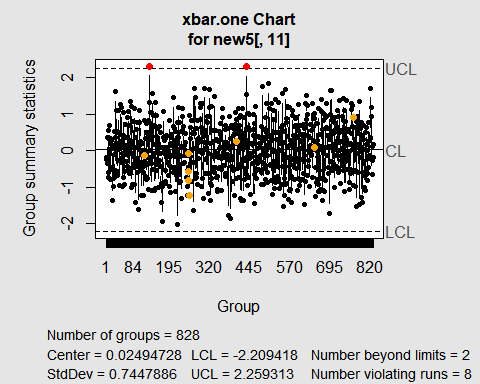 xbar.one Chart
for new5[, 11]
Group summary statistics
2
1
0
-1
-2
UCL
CL
LCL
1 84 195 320 445 570 695 820
Group
Number of groups = 828
Center = 0.02494728 LCL = -2.209418 Number beyond limits = 2
StdDev = 0.7447886 UCL = 2.259313 Number violating runs = 8